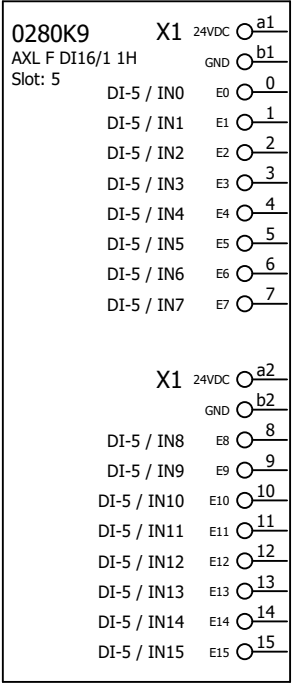 0280K9 X1 24VDC a1
AXL F DI16/1 1H GND b1
Slot: 5
DI-5 / IN0 E0 0
DI-5 / IN1 E1 1
DI-5 / IN2 E2 2
DI-5 / IN3 E3 3
DI-5 / IN4 E4 4
DI-5 / IN5 E5 5
DI-5 / IN6 E6 6
DI-5 / IN7 E7 7
X1 24VDC a2
GND b2
DI-5 / IN8 E8 8
DI-5 / IN9 E9 9
DI-5 / IN10 E10 10
DI-5 / IN11 E11 11
DI-5 / IN12 E12 12
DI-5 / IN13 E13 13
DI-5 / IN14 E14 14
DI-5 / IN15 E15 15